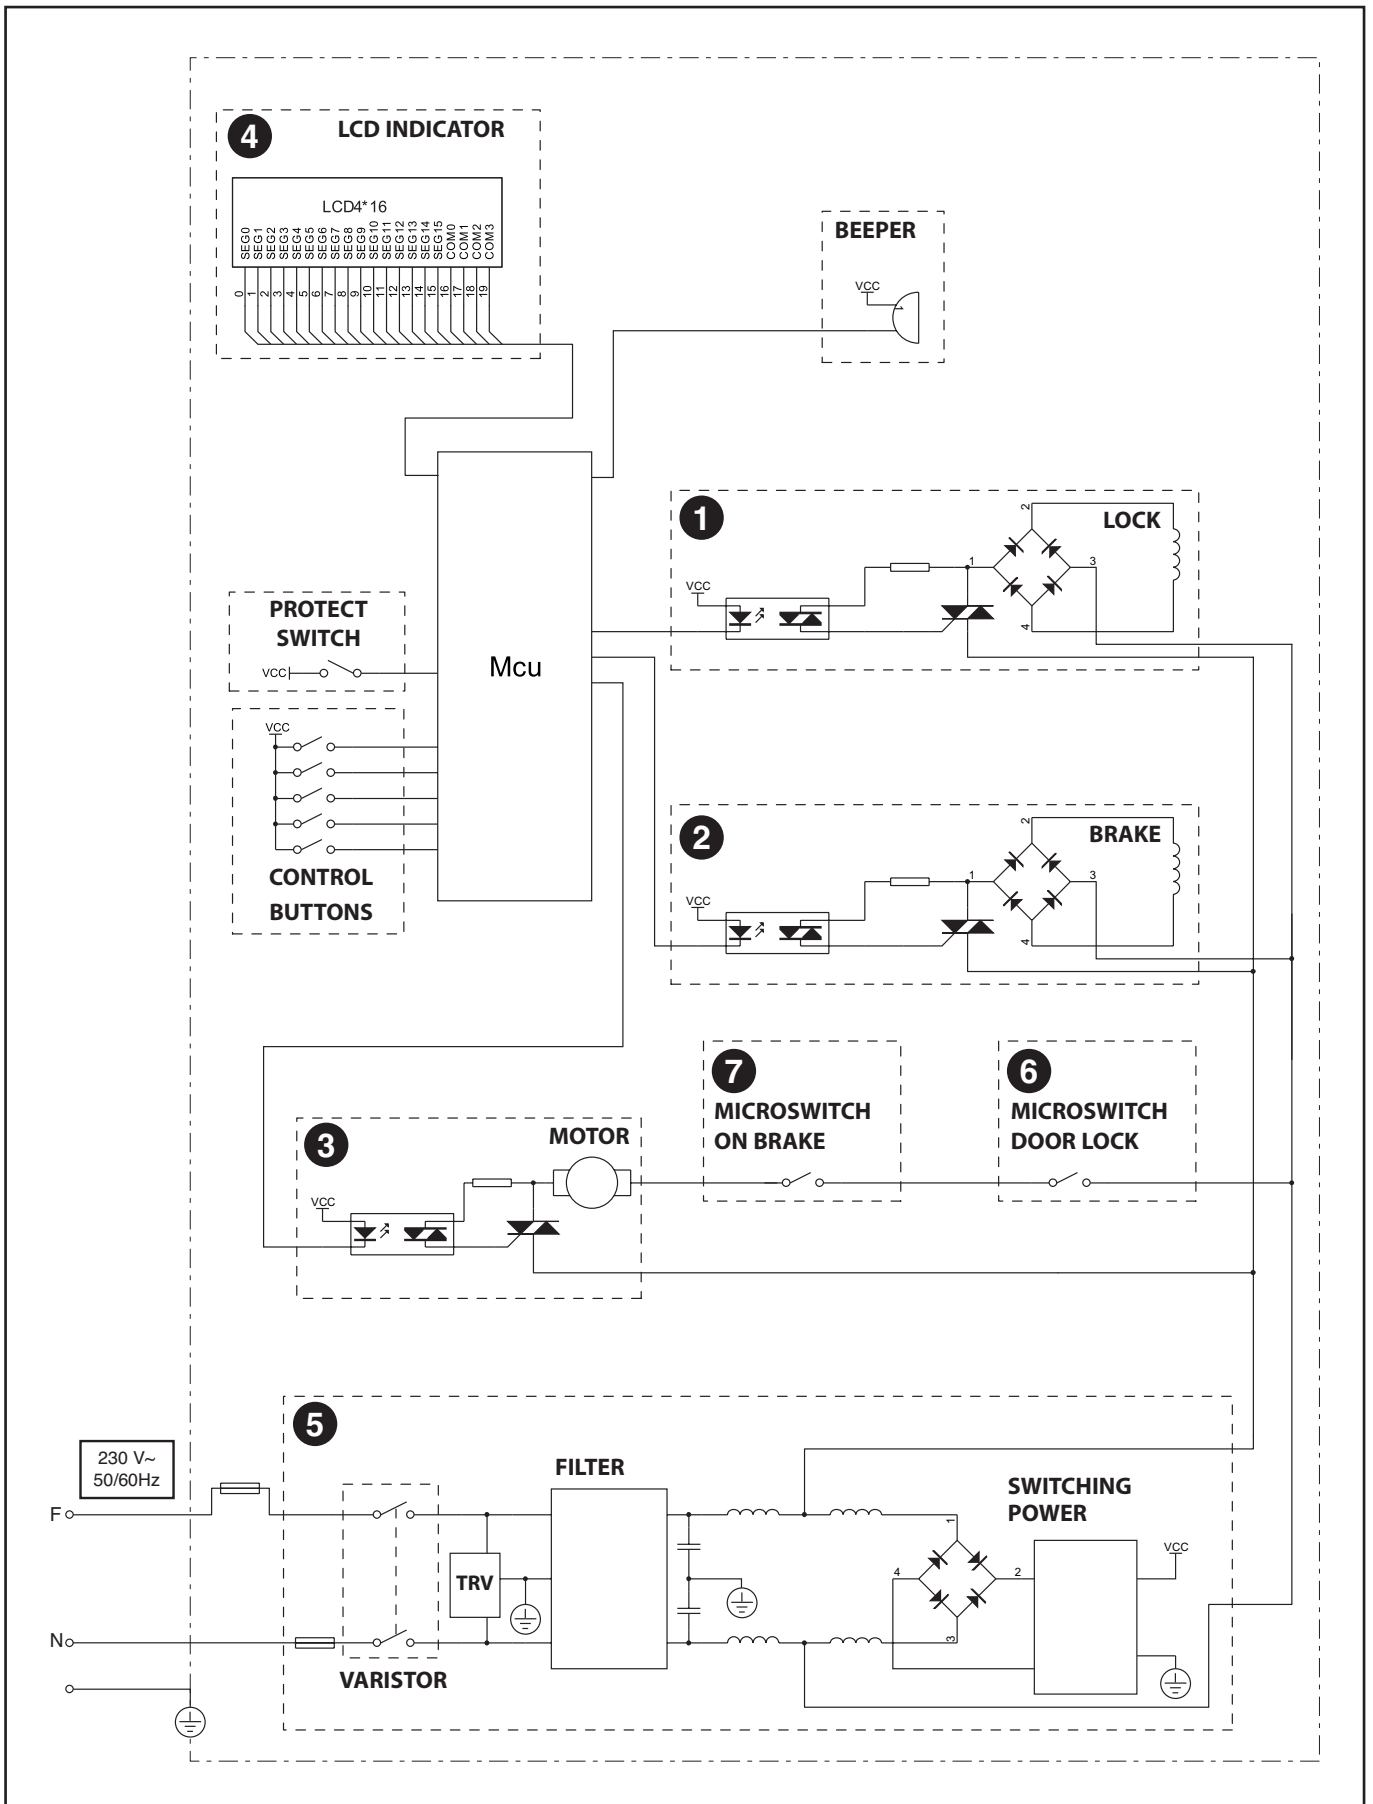 4
LCD INDICATOR
LCD4*16
SEG0
SEG1
SEG2
SEG3
SEG4
SEG5
SEG6
SEG7
SEG8
SEG9
SEG10
SEG11
SEG12
SEG13
SEG14
SEG15
COM0
COM1
COM2
COM3
0
1
2
3
4
5
6
7
8
9
10
11
12
13
14
15
16
17
18
19
BEEPER
VCC
1
LOCK
2
1
3
4
VCC
PROTECT
SWITCH
VCC
Mcu
VCC
CONTROL
BUTTONS
2
BRAKE
2
1
3
4
VCC
7
MICROSWITCH
ON BRAKE
6
MICROSWITCH
DOOR LOCK
3
MOTOR
VCC
5
230 V~
50/60Hz
FILTER
SWITCHING
POWER
F
1
VCC
4
2
TRV
3
N
VARISTOR